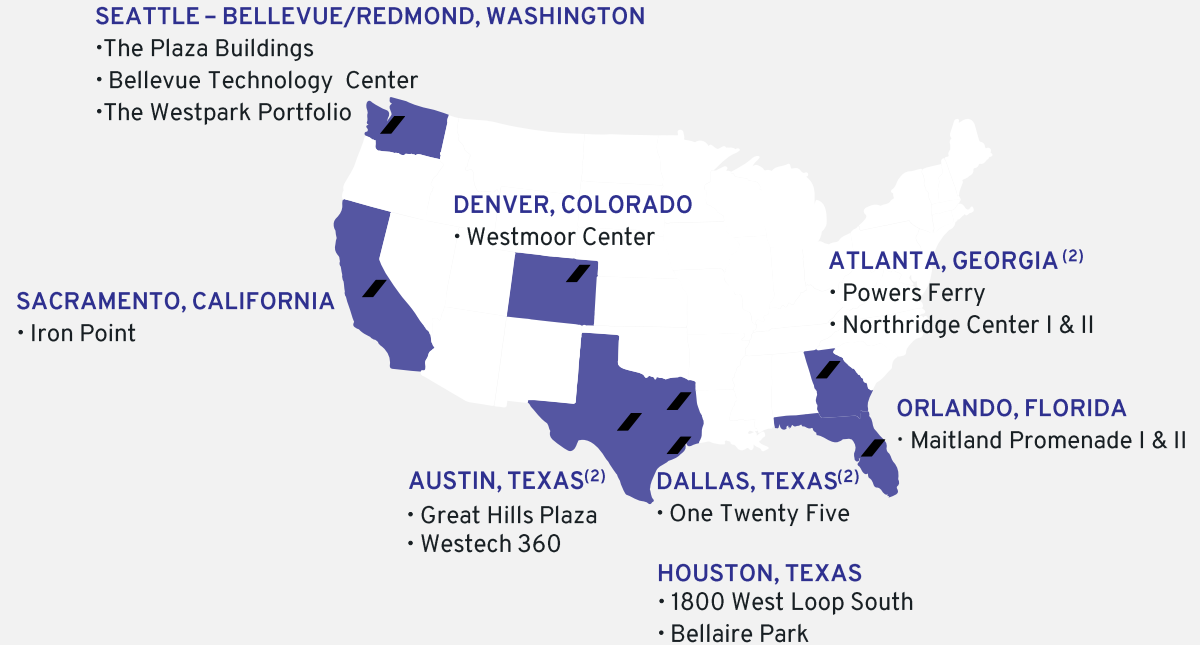 SEATTLE – BELLEVUE/REDMOND, WASHINGTON
•The Plaza Buildings
• Bellevue Technology Center
•The Westpark Portfolio
DENVER, COLORADO
• Westmoor Center
ATLANTA, GEORGIA (2)
• Powers Ferry
• Northridge Center I & II
SACRAMENTO, CALIFORNIA
• Iron Point
ORLANDO, FLORIDA
• Maitland Promenade I & II
AUSTIN, TEXAS(2)
• Great Hills Plaza
• Westech 360
DALLAS, TEXAS(2)
• One Twenty Five
HOUSTON, TEXAS
• 1800 West Loop South
• Bellaire Park